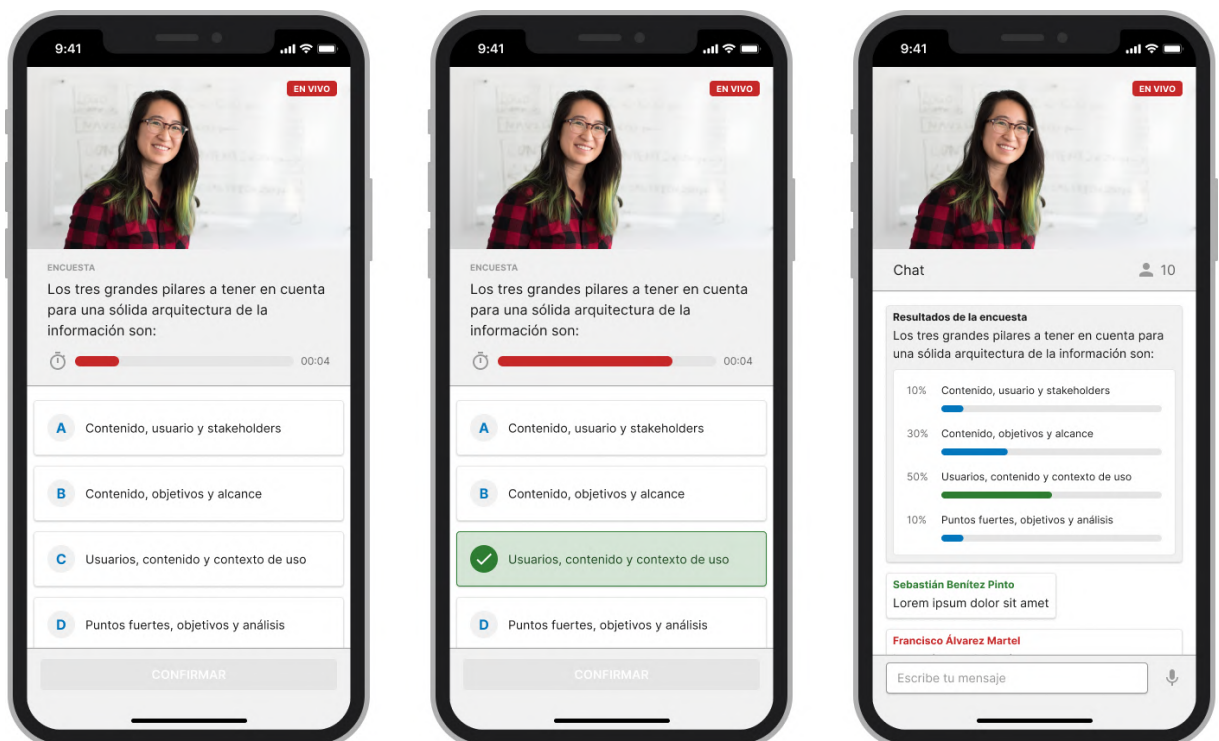 9:41
EN VIVO
ENCUESTA
Los tres grandes pilares a tener en cuenta
para una sólida arquitectura de la
información son:
00:04
A Contenido, usuario y stakeholders
B Contenido, objetivos y alcance
C Usuarios, contenido y contexto de uso
D Puntos fuertes, objetivos y análisis
CONFIRMAR
9:41
EN VIVO
ENCUESTA
Los tres grandes pilares a tener en cuenta
para una sólida arquitectura de la
información son:
00:04
A Contenido, usuario y stakeholders
B Contenido, objetivos y alcance
Usuarios, contenido y contexto de uso
D Puntos fuertes, objetivos y análisis
CONFIRMAR
9:41
EN VIVO
Chat 10
Resultados de la encuesta
Los tres grandes pilares a tener en cuenta para
una sólida arquitectura de la información son:
10% Contenido, usuario y stakeholders
30% Contenido, objetivos y alcance
50% Usuarios, contenido y contexto de uso
10% Puntos fuertes, objetivos y análisis
Sebastián Benítez Pinto
Lorem ipsum dolor sit amet
Francisco Álvarez Martel
Escribe tu mensaje